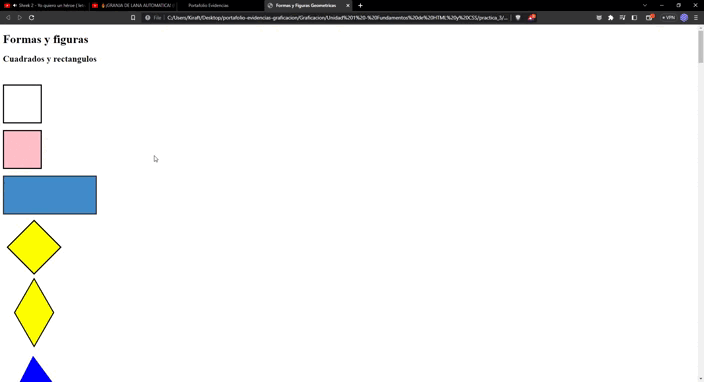 Shrek 2 - Yo quiero un héroe [
¡GRANJA DE LANA AUTOMATICA!
Portafolio Evidencias
Formas y Figuras Geometricas
File
C:/Users/Kraft/Desktop/portafolio-evidencias-graficacion/Graficacion/Unidad%201%20-%20Fundamentos%20de%20HTML%20y%20CSS/practica_3/...
VPN
Formas y figuras
Cuadrados y rectangulos